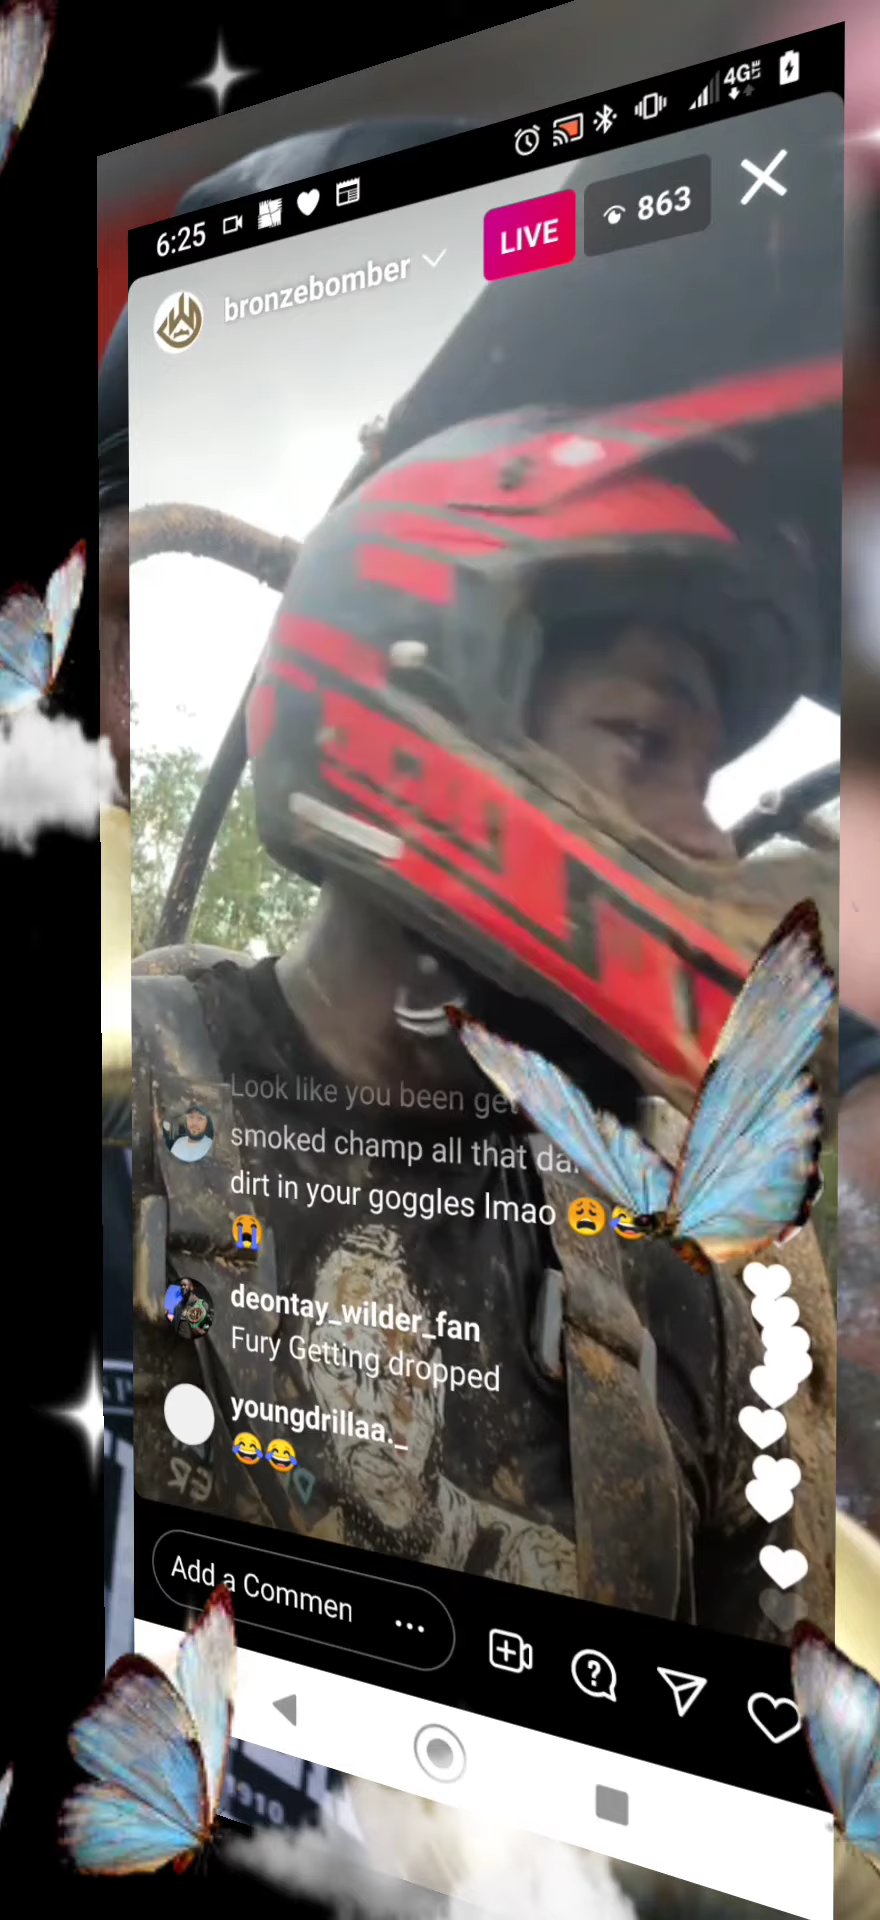 6:25
4G LTE
bronzebomber
LIVE
863
Look like you been get
smoked champ all that da
dirt in your goggles lmao 😩😂
😭
deontay_wilder_fan
Fury Getting dropped
youngdrillaa._
😂😂
Add a Commen